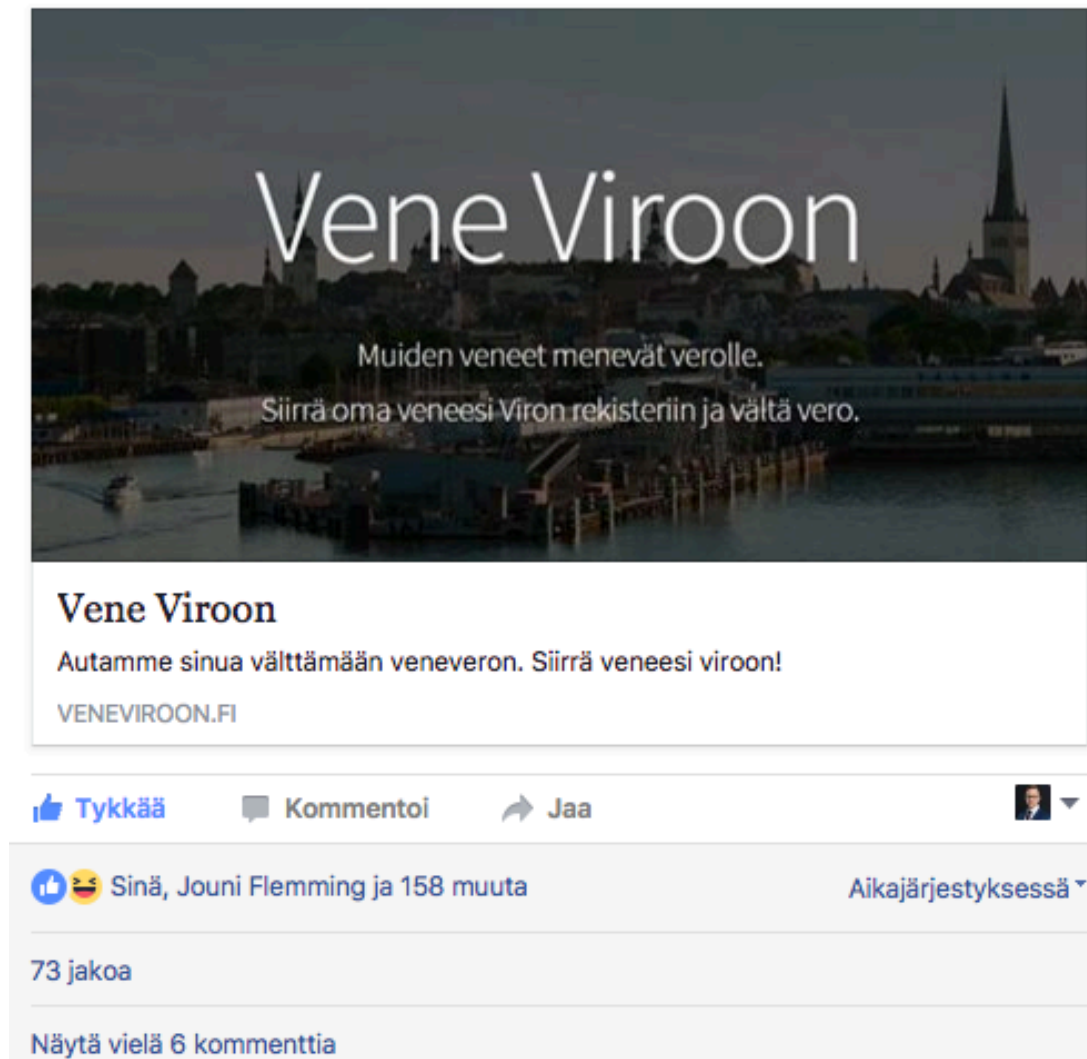 Vene Viroon
Muiden veneet menevät verolle.
Siirrä oma veneesi Viron rekisteriin ja vältä vero.
Vene Viroon
Autamme sinua välttämään veneveron. Siirrä veneesi viroon!
VENEVIROON.FI
Tykkää Kommentoi Jaa
Sinä, Jouni Flemming ja 158 muuta Aikajärjestyksessä
73 jakoa
Näytä vielä 6 kommenttia